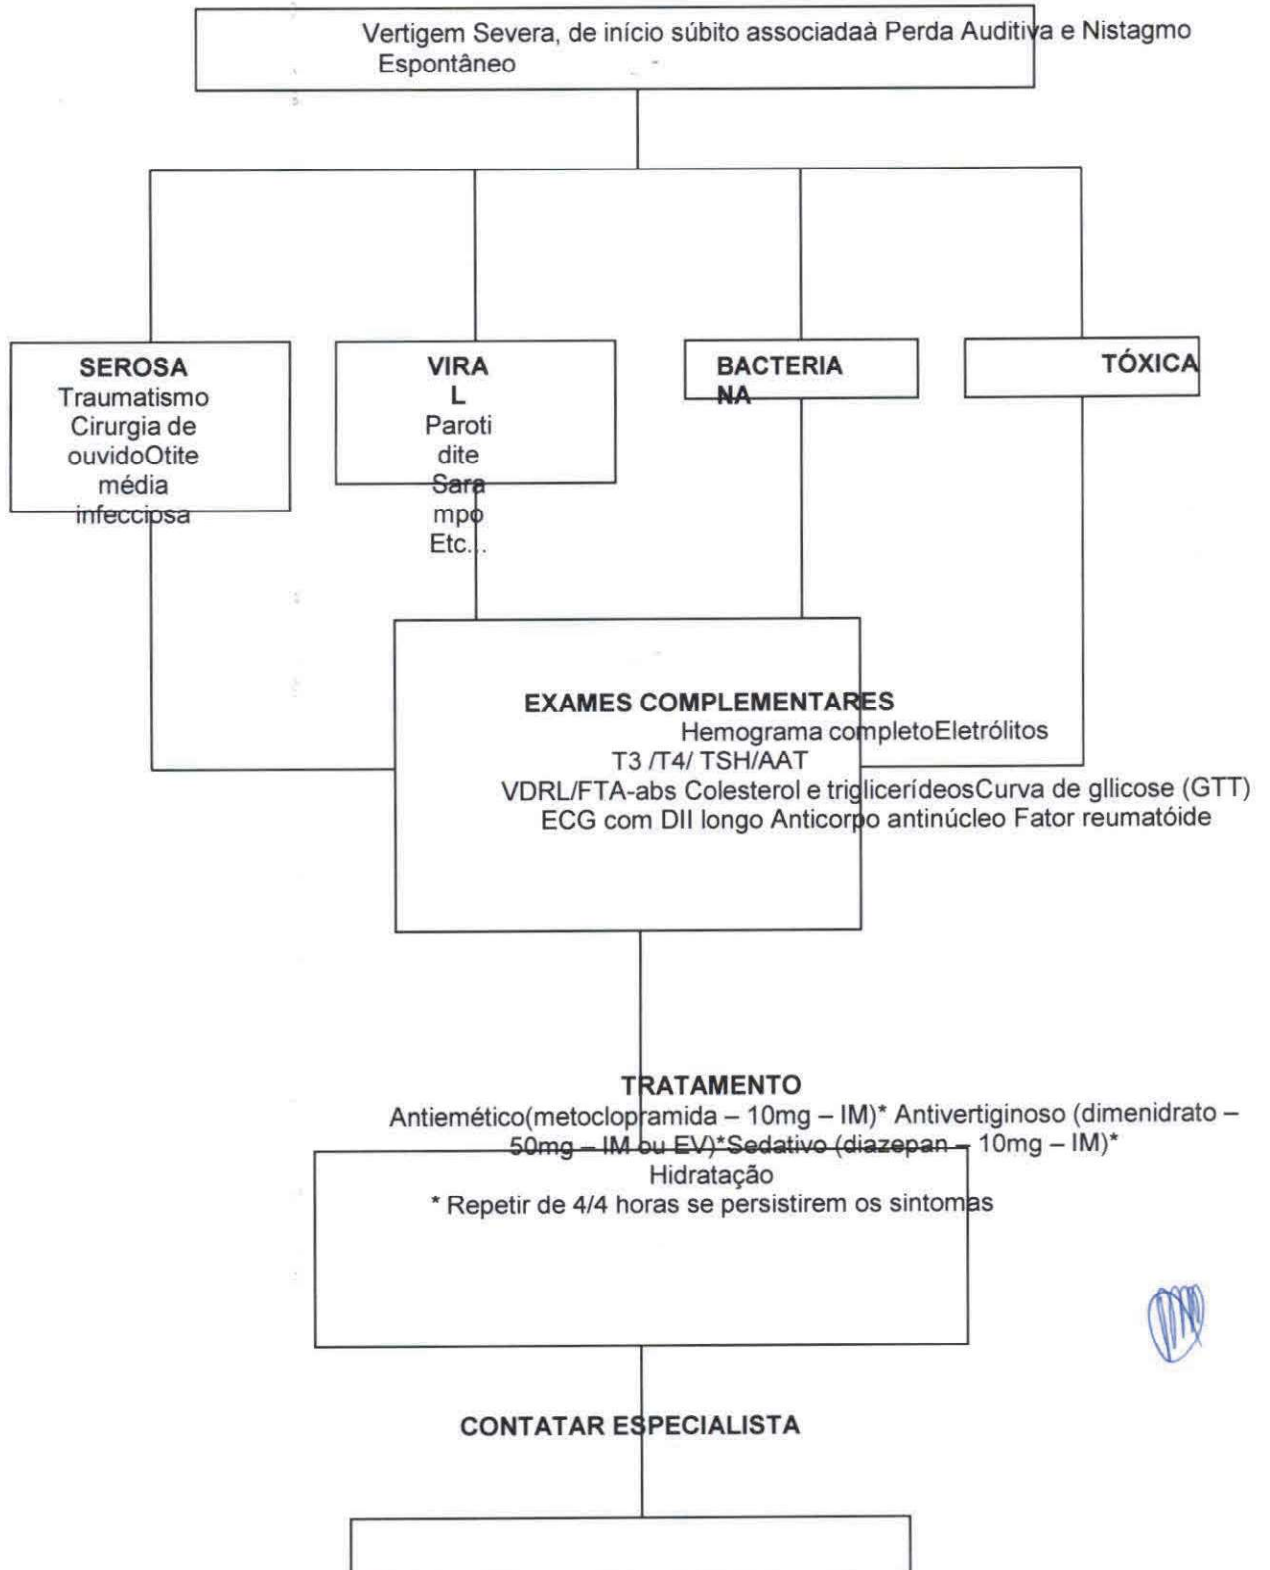 Vertigem Severa, de início súbito associadaà Perda Auditiva e Nistagmo
Espontâneo
SEROSA
Traumatismo
Cirurgia de
ouvidoOtite
média
infecciosa
VIRA
L
Paroti
dite
Sara
mpo
Etc...
BACTERIA
NA
TÓXICA
EXAMES COMPLEMENTARES
Hemograma completoEletrólitos
T3 /T4/ TSH/AAT
VDRL/FTA-abs Colesterol e triglicerídeosCurva de gllicose (GTT)
ECG com DII longo Anticorpo antinúcleo Fator reumatóide
TRATAMENTO
Antiemético(metoclopramida – 10mg – IM)* Antivertiginoso (dimenidrato –
50mg – IM ou EV)*Sedativo (diazepan – 10mg – IM)*
Hidratação
* Repetir de 4/4 horas se persistirem os sintomas
CONTATAR ESPECIALISTA